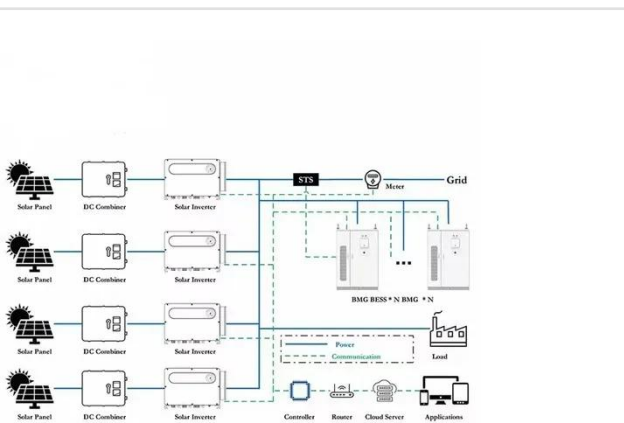 STS
Meter
Grid
Solar Panel DC Combiner Solar Inverter
Solar Panel DC Combiner Solar Inverter
BMG BESS * N BMG * N
Solar Panel DC Combiner Solar Inverter
Power
Communication
Load
Solar Panel DC Combiner Solar Inverter Controller Router Cloud Server Applications